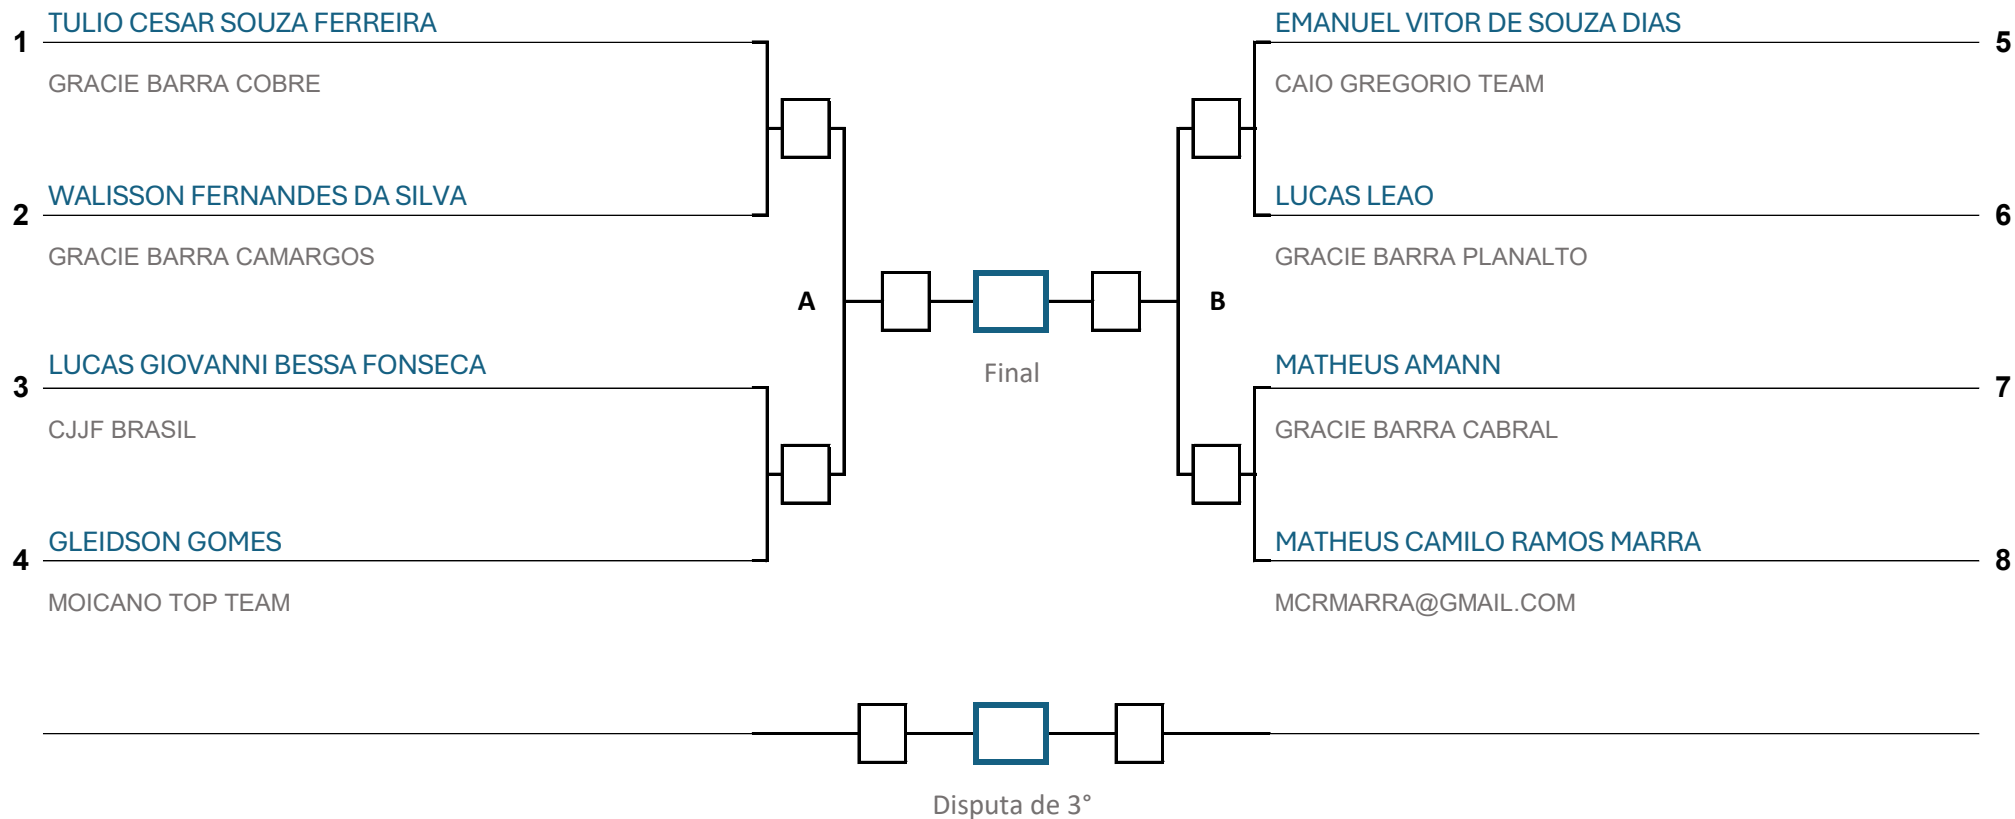 TULIO CESAR SOUZA FERREIRA
1
GRACIE BARRA COBRE
WALISSON FERNANDES DA SILVA
2
GRACIE BARRA CAMARGOS
A
LUCAS GIOVANNI BESSA FONSECA
3
CJJF BRASIL
GLEIDSON GOMES
4
MOICANO TOP TEAM
Final
EMANUEL VITOR DE SOUZA DIAS
5
CAIO GREGORIO TEAM
LUCAS LEAO
6
GRACIE BARRA PLANALTO
B
MATHEUS AMANN
7
GRACIE BARRA CABRAL
MATHEUS CAMILO RAMOS MARRA
8
MCRMARRA@GMAIL.COM
Disputa de 3°